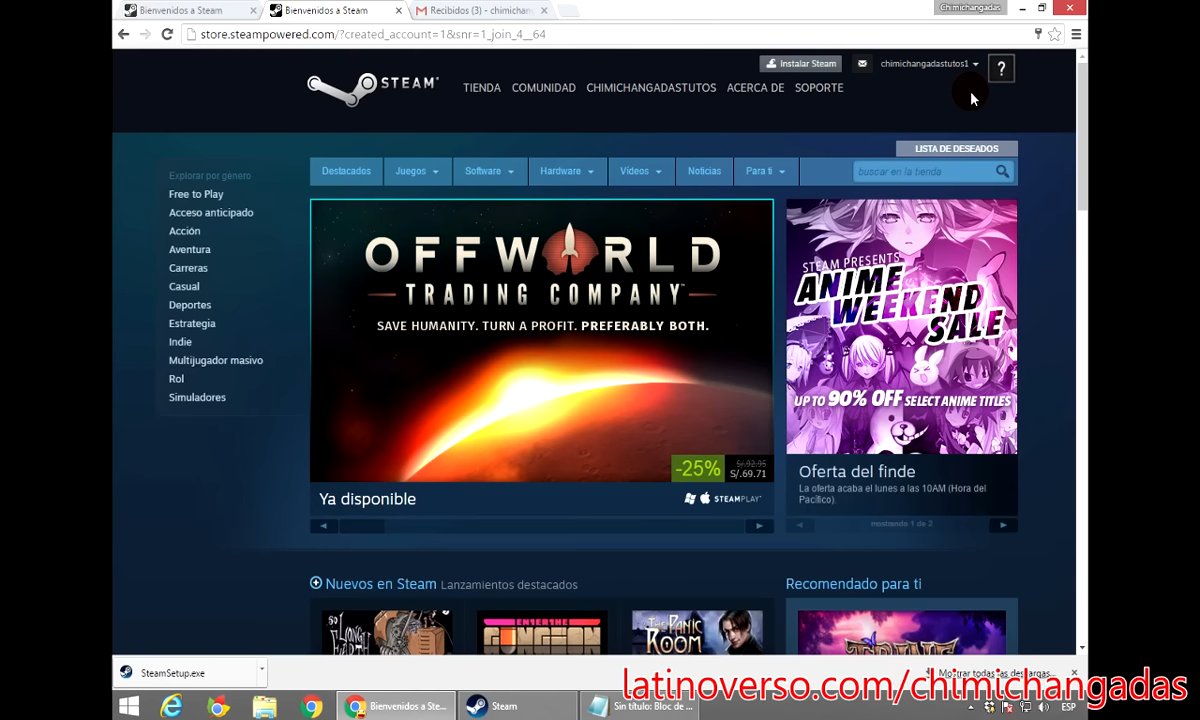 Bienvenidos a Steam
Bienvenidos a Steam
Recibidos (3) - chimichan
Chimichangadas
store.steampowered.com/?created_account=1&snr=1_join_4__64
Instalar Steam
chimichangadastutos1
?
STEAM
TIENDA
COMUNIDAD
CHIMICHANGADASTUTOS
ACERCA DE
SOPORTE
LISTA DE DESEADOS
Destacados
Juegos
Software
Hardware
Vídeos
Noticias
Para ti
buscar en la tienda
Explorar por género
Free to Play
Acceso anticipado
Acción
Aventura
Carreras
Casual
Deportes
Estrategia
Indie
Multijugador masivo
Rol
Simuladores
OFFWORLD
TRADING COMPANY
SAVE HUMANITY. TURN A PROFIT. PREFERABLY BOTH.
-25%
S/.92.95
S/.69.71
Ya disponible
STEAMPLAY
STEAM PRESENTS
ANIME
WEEKEND
SALE
UP TO 90% OFF SELECT ANIME TITLES
Oferta del finde
La oferta acaba el lunes a las 10AM (Hora del
Pacífico).
mostrando 1 de 2
Nuevos en Steam Lanzamientos destacados
Recomendado para ti
ENTER THE
GUNGEON
THE PANIC
ROOM
TRINE
SteamSetup.exe
Mostrar todas las descargas...
latinoverso.com/chimichangadas
Bienvenidos a Ste...
Steam
Sin título: Bloc de ...
ESP